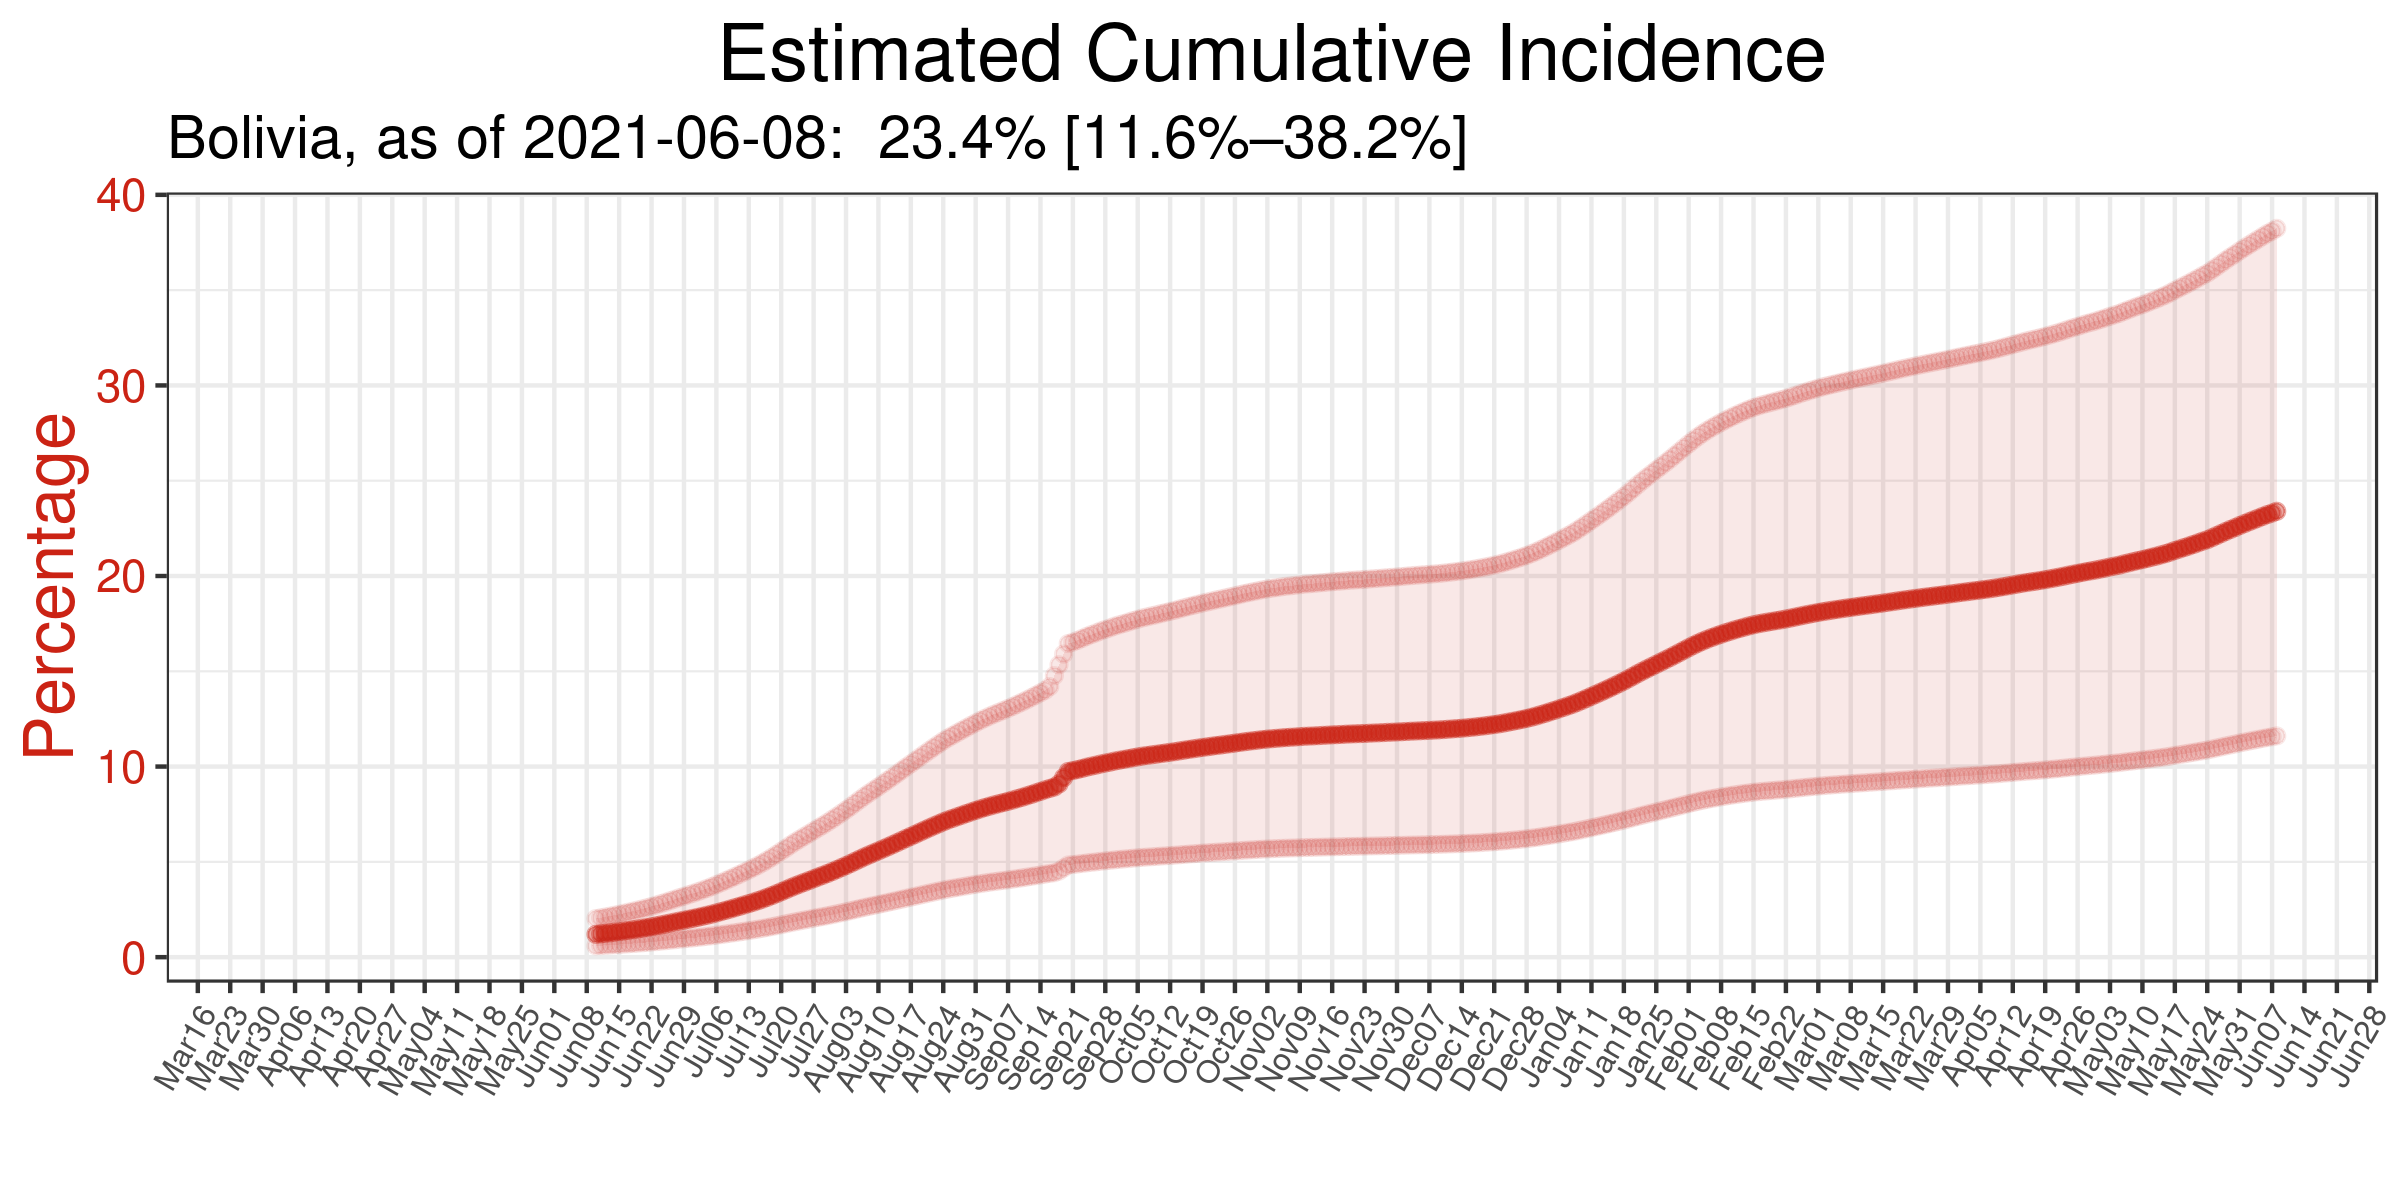 Estimated Cumulative Incidence
Bolivia, as of 2021-06-08:  23.4% [11.6%–38.2%]
Percentage
40
30
20
10
0
Mar16
Mar23
Mar30
Apr06
Apr13
Apr20
Apr27
May04
May11
May18
May25
Jun01
Jun08
Jun15
Jun22
Jun29
Jul06
Jul13
Jul20
Jul27
Aug03
Aug10
Aug17
Aug24
Aug31
Sep07
Sep14
Sep21
Sep28
Oct05
Oct12
Oct19
Oct26
Nov02
Nov09
Nov16
Nov23
Nov30
Dec07
Dec14
Dec21
Dec28
Jan04
Jan11
Jan18
Jan25
Feb01
Feb08
Feb15
Feb22
Mar01
Mar08
Mar15
Mar22
Mar29
Apr05
Apr12
Apr19
Apr26
May03
May10
May17
May24
May31
Jun07
Jun14
Jun21
Jun28